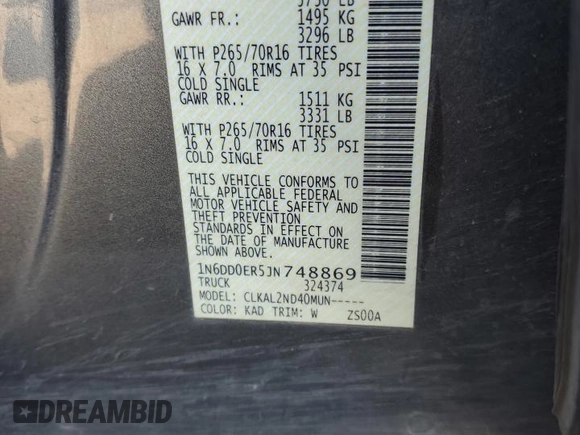 GAWR FR.: 1495 KG
3296 LB
WITH P265/70R16 TIRES
16 X 7.0 RIMS AT 35 PSI
COLD SINGLE
GAWR RR.: 1511 KG
3331 LB
WITH P265/70R16 TIRES
16 X 7.0 RIMS AT 35 PSI
COLD SINGLE
THIS VEHICLE CONFORMS TO
ALL APPLICABLE FEDERAL
MOTOR VEHICLE SAFETY AND
THEFT PREVENTION
STANDARDS IN EFFECT ON
THE DATE OF MANUFACTURE
SHOWN ABOVE.
1N6DD0ER5JN748869
TRUCK 324374
MODEL: CLKAL2ND40MUN-----
COLOR: KAD TRIM: W ZS00A
DREAMBID